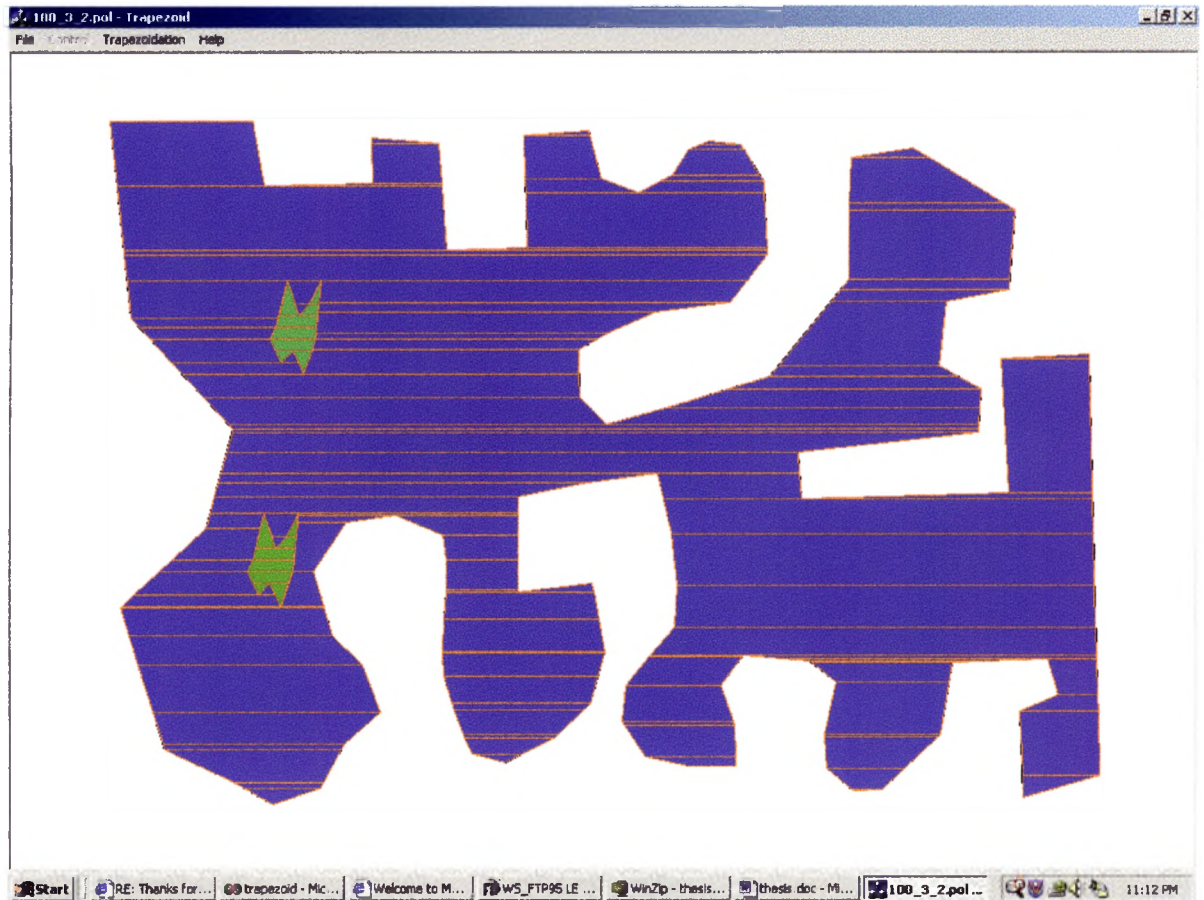 100_3_2.pol - Trapezoid
File Control Trapezoidation Help
Start RE: Thanks for... trapezoid - Mic... Welcome to M... WS_FTP95 LE ... WinZip - thesis... thesis.doc - Mi... 100_3_2.pol ... 11:12 PM